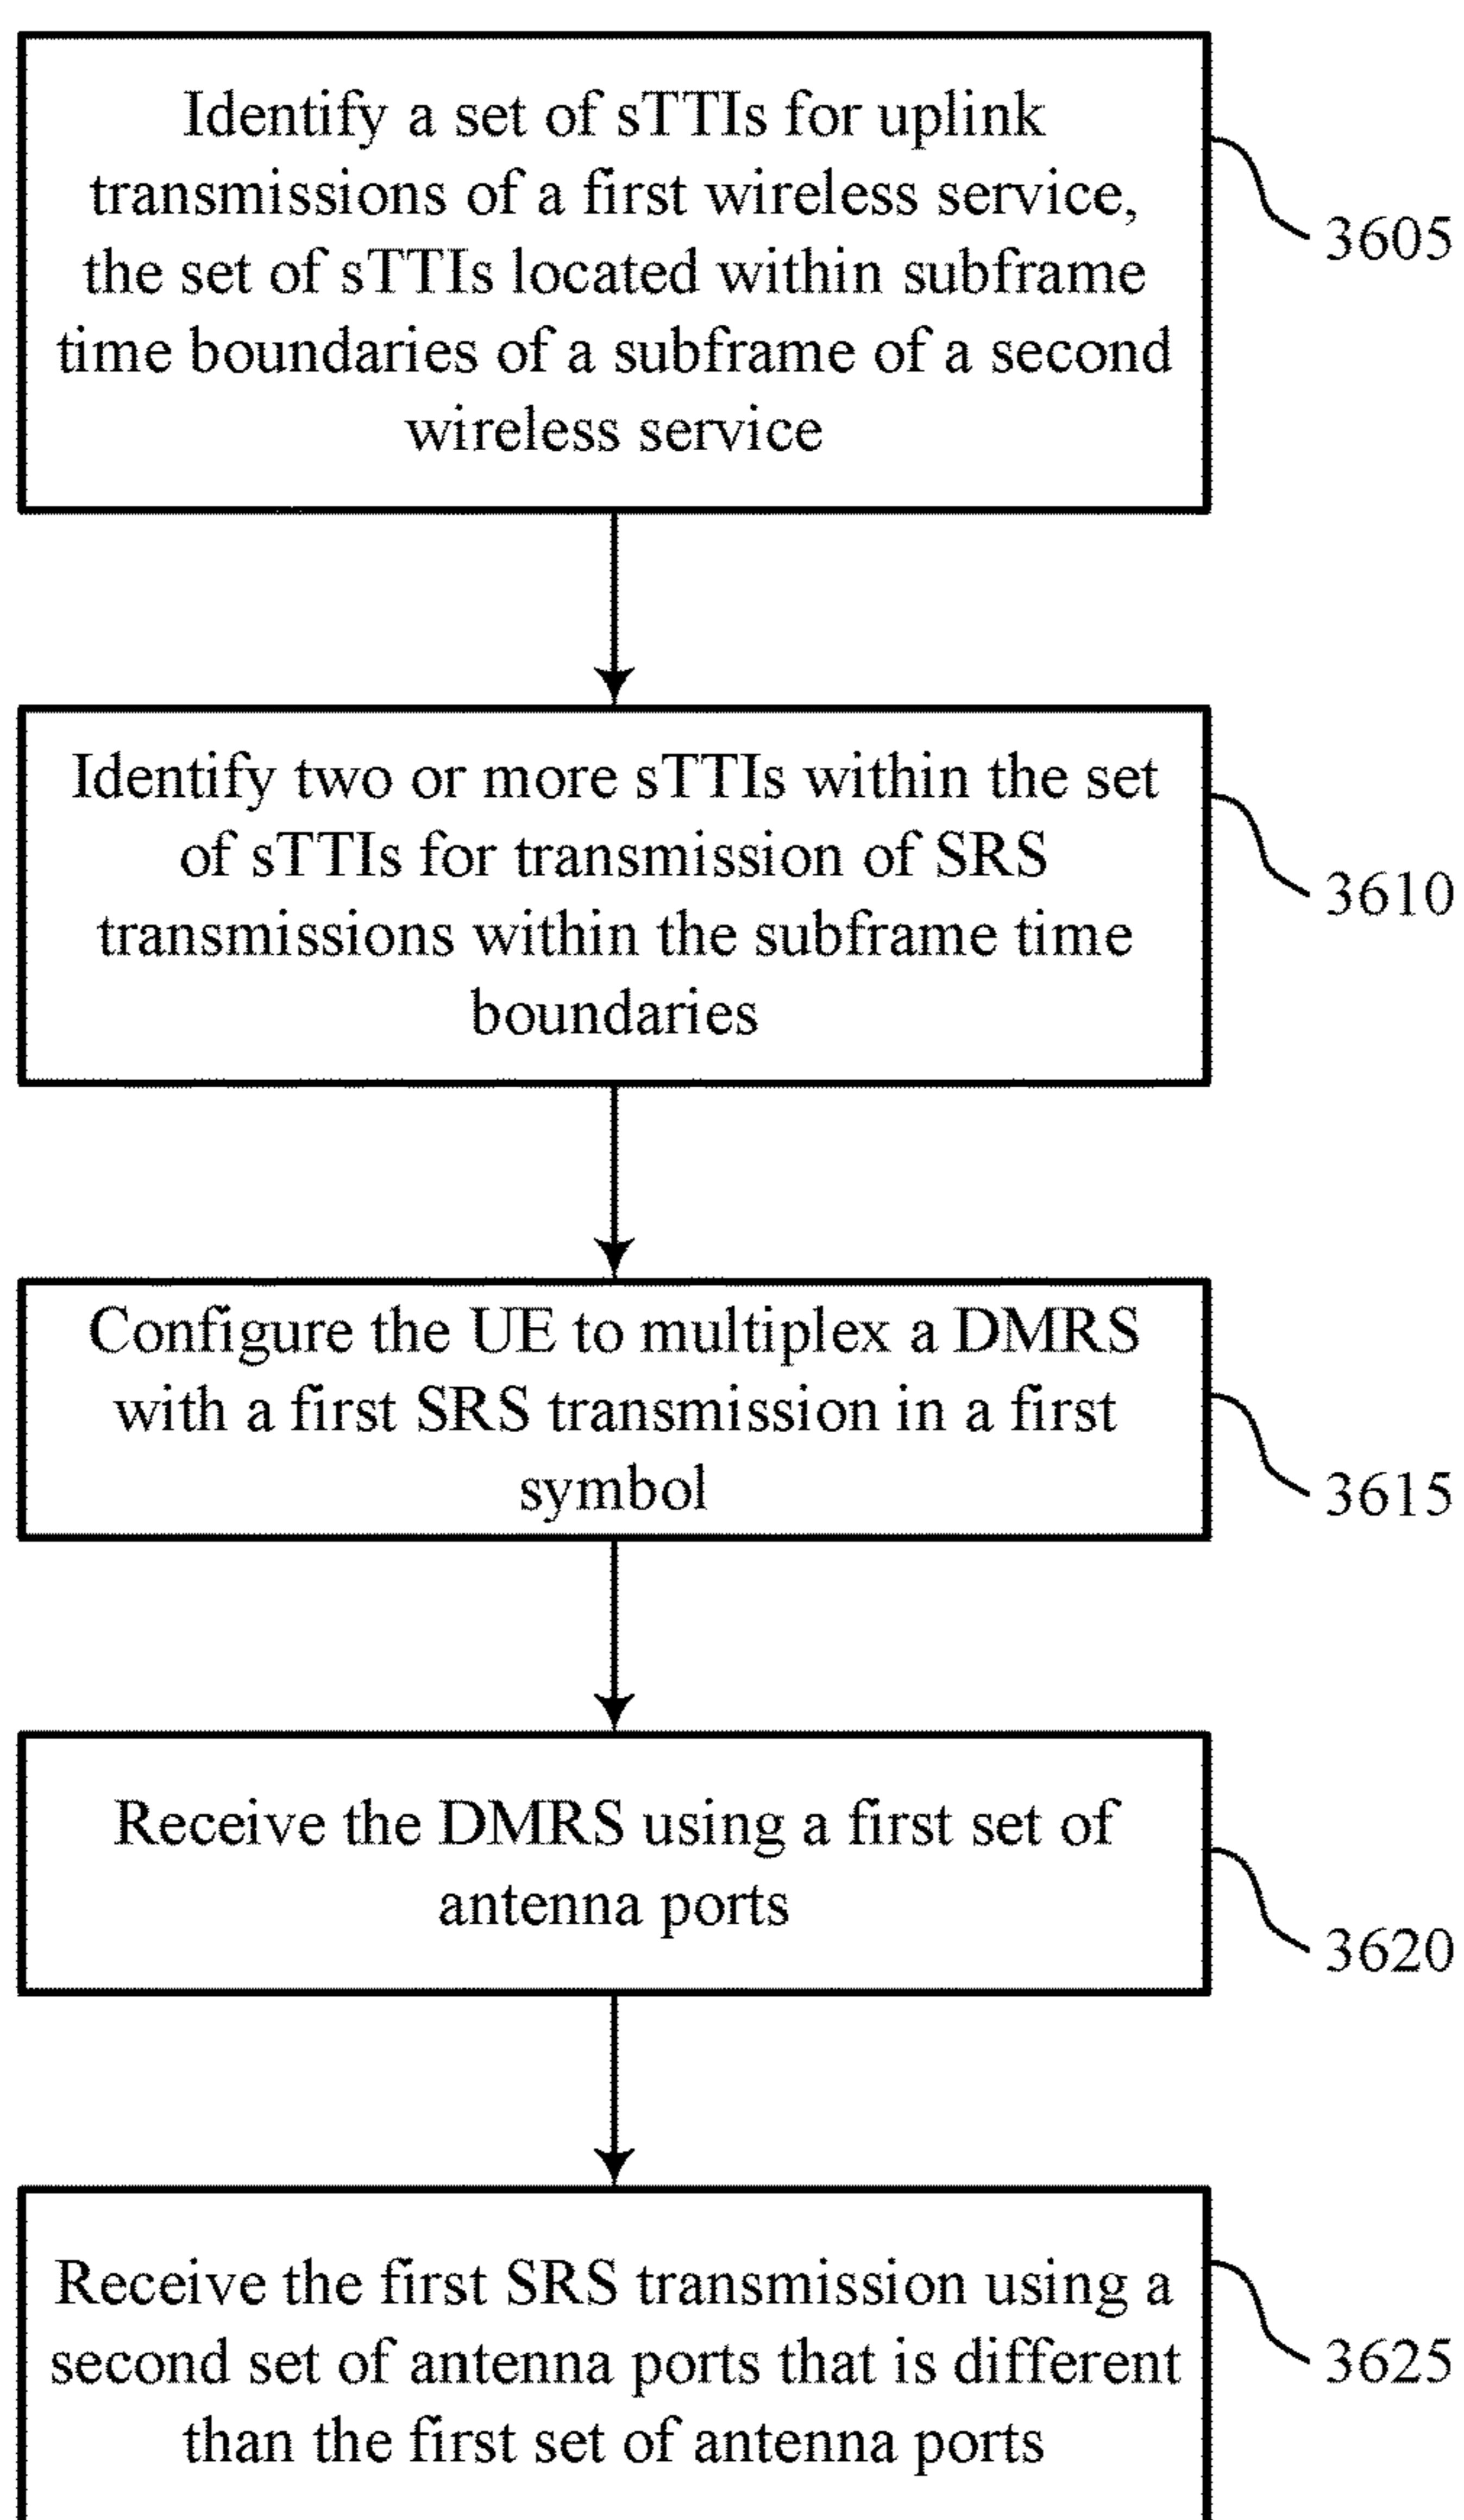 Identify a set of sTTIs for uplink
transmissions of a first wireless service,
the set of sTTIs located within subframe
time boundaries of a subframe of a second
wireless service
3605
Identify two or more sTTIs within the set
of sTTIs for transmission of SRS
transmissions within the subframe time
boundaries
3610
Configure the UE to multiplex a DMRS
with a first SRS transmission in a first
symbol
3615
Receive the DMRS using a first set of
antenna ports
3620
Receive the first SRS transmission using a
second set of antenna ports that is different
than the first set of antenna ports
3625